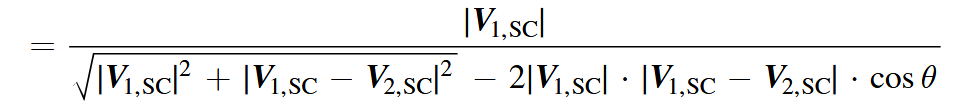 = |V1,SC| / √|V1,SC|² + |V1,SC − V2,SC|² − 2|V1,SC| · |V1,SC − V2,SC| · cos θ